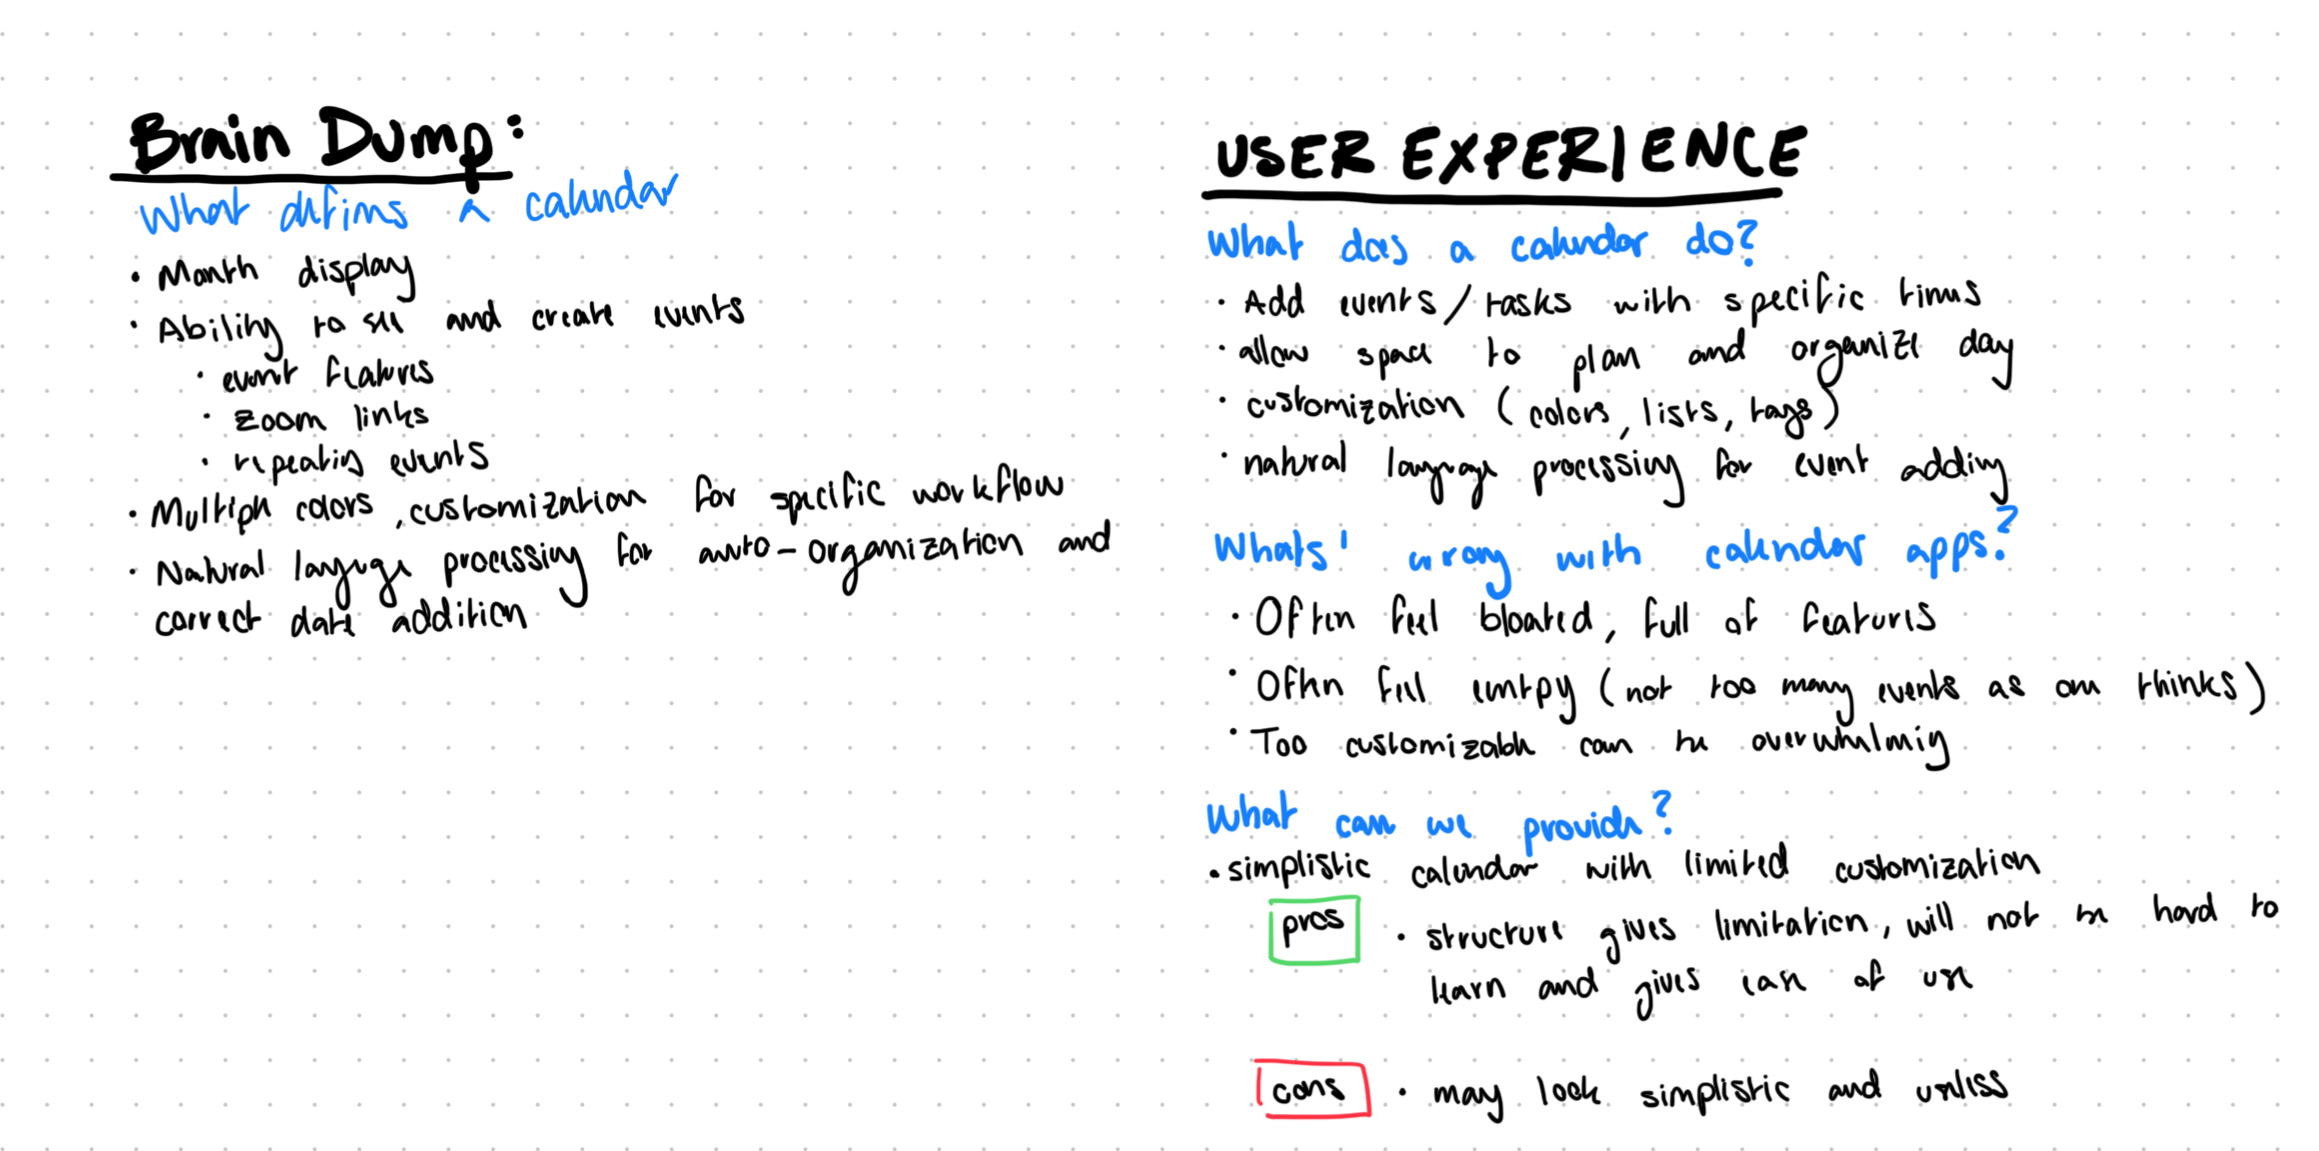 Brain Dump:
What defines a calendar
• Month display
• Ability to see and create events
• event features
• zoom links
• repeating events
• Multiple colors, customization for specific workflow
• Natural language processing for auto-organization and
correct date addition
USER EXPERIENCE
What does a calendar do?
• Add events/tasks with specific times
• allow space to plan and organize day
• customization (colors, lists, tags)
• natural language processing for event adding
Whats' wrong with calendar apps?
• Often feel bloated, full of features
• Often feel emtpy (not too many events as one thinks)
• Too customizable can be overwhelming
What can we provide?
• simplistic calendar with limited customization
pros • structure gives limitation, will not be hard to
learn and gives ease of use
cons • may look simplistic and useless